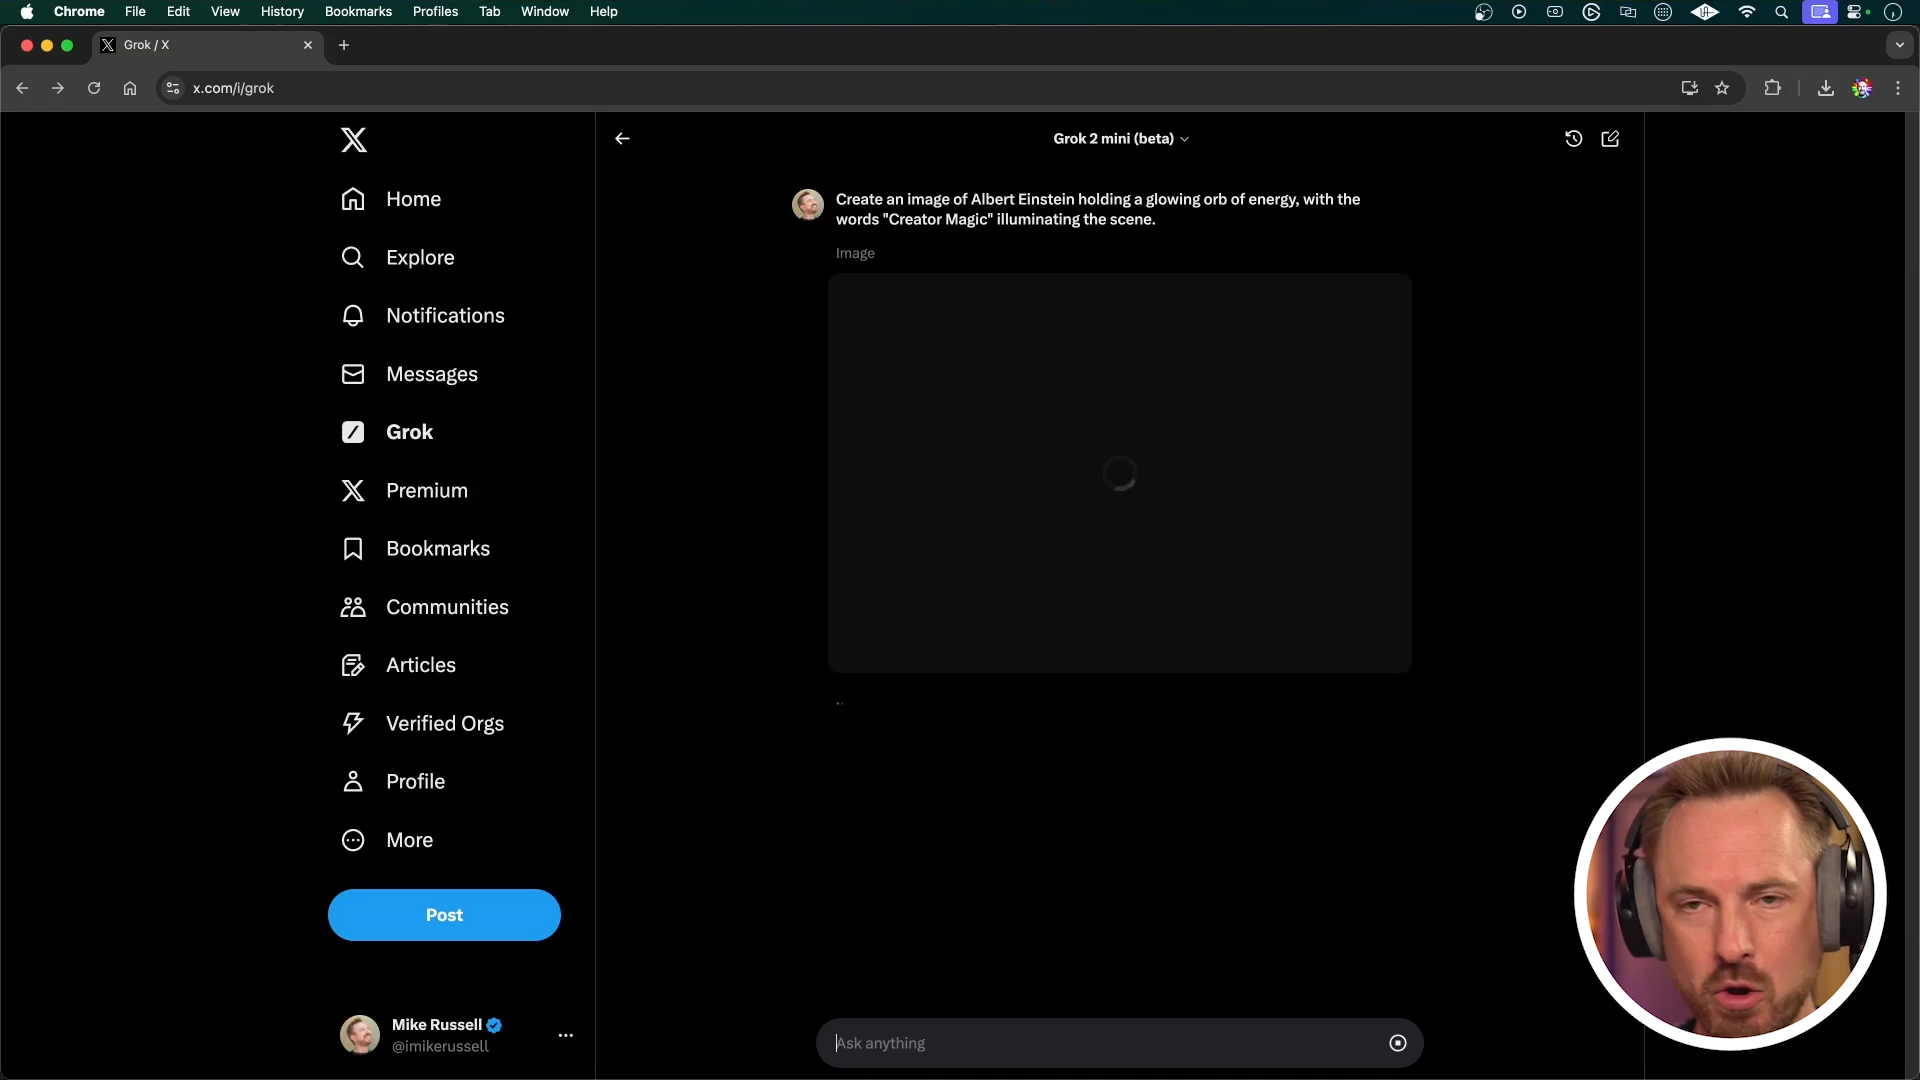 Chrome File Edit View History Bookmarks Profiles Tab Window Help
Grok / X
x.com/i/grok
Grok 2 mini (beta)
Home
Explore
Notifications
Messages
Grok
Premium
Bookmarks
Communities
Articles
Verified Orgs
Profile
More
Post
Mike Russell
@imikerussell
Create an image of Albert Einstein holding a glowing orb of energy, with the
words "Creator Magic" illuminating the scene.
Image
Ask anything